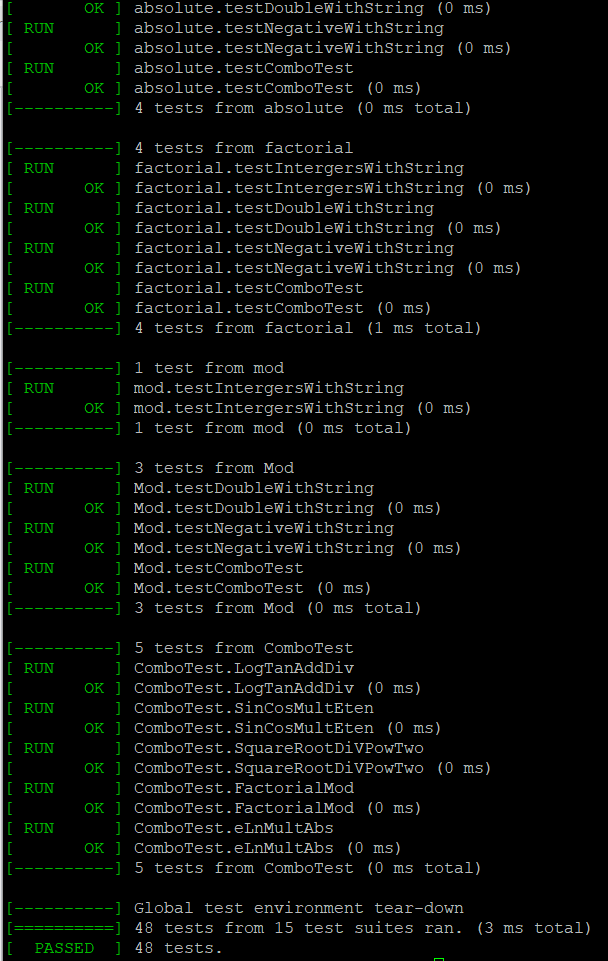 [       OK ] absolute.testDoubleWithString (0 ms)
[ RUN      ] absolute.testNegativeWithString
[       OK ] absolute.testNegativeWithString (0 ms)
[ RUN      ] absolute.testComboTest
[       OK ] absolute.testComboTest (0 ms)
[----------] 4 tests from absolute (0 ms total)

[----------] 4 tests from factorial
[ RUN      ] factorial.testIntergersWithString
[       OK ] factorial.testIntergersWithString (0 ms)
[ RUN      ] factorial.testDoubleWithString
[       OK ] factorial.testDoubleWithString (0 ms)
[ RUN      ] factorial.testNegativeWithString
[       OK ] factorial.testNegativeWithString (0 ms)
[ RUN      ] factorial.testComboTest
[       OK ] factorial.testComboTest (0 ms)
[----------] 4 tests from factorial (1 ms total)

[----------] 1 test from mod
[ RUN      ] mod.testIntergersWithString
[       OK ] mod.testIntergersWithString (0 ms)
[----------] 1 test from mod (0 ms total)

[----------] 3 tests from Mod
[ RUN      ] Mod.testDoubleWithString
[       OK ] Mod.testDoubleWithString (0 ms)
[ RUN      ] Mod.testNegativeWithString
[       OK ] Mod.testNegativeWithString (0 ms)
[ RUN      ] Mod.testComboTest
[       OK ] Mod.testComboTest (0 ms)
[----------] 3 tests from Mod (0 ms total)

[----------] 5 tests from ComboTest
[ RUN      ] ComboTest.LogTanAddDiv
[       OK ] ComboTest.LogTanAddDiv (0 ms)
[ RUN      ] ComboTest.SinCosMultEten
[       OK ] ComboTest.SinCosMultEten (0 ms)
[ RUN      ] ComboTest.SquareRootDiVPowTwo
[       OK ] ComboTest.SquareRootDiVPowTwo (0 ms)
[ RUN      ] ComboTest.FactorialMod
[       OK ] ComboTest.FactorialMod (0 ms)
[ RUN      ] ComboTest.eLnMultAbs
[       OK ] ComboTest.eLnMultAbs (0 ms)
[----------] 5 tests from ComboTest (0 ms total)

[----------] Global test environment tear-down
[==========] 48 tests from 15 test suites ran. (3 ms total)
[  PASSED  ] 48 tests.